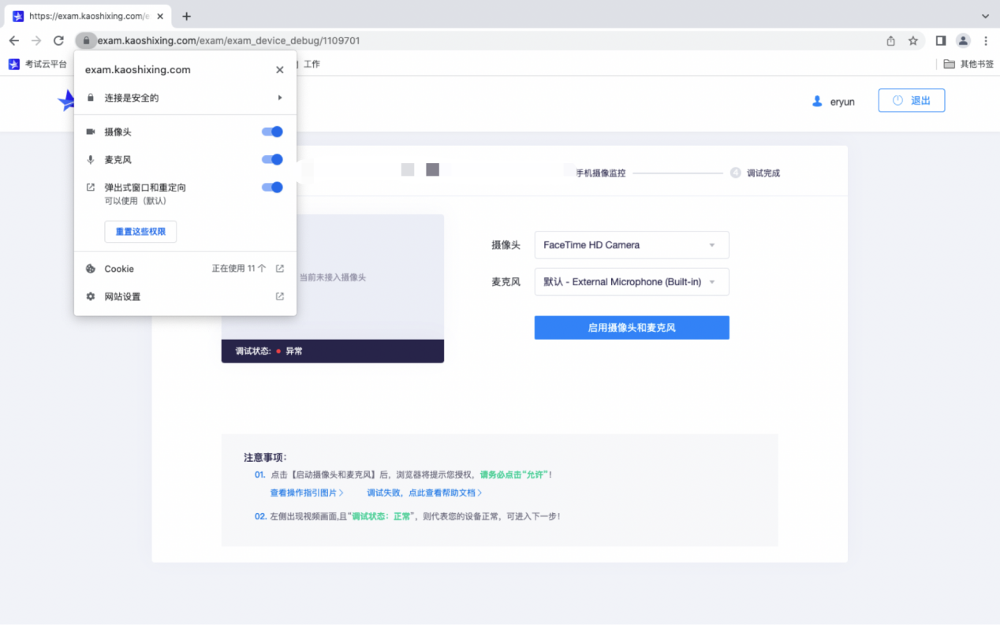 https://exam.kaoshixing.com/e
exam.kaoshixing.com/exam/exam_device_debug/1109701
考试云平台
工作
其他书签
exam.kaoshixing.com
连接是安全的
摄像头
麦克风
弹出式窗口和重定向
可以使用（默认）
重置这些权限
Cookie 正在使用 11 个
网站设置
eryun
退出
手机摄像监控
4 调试完成
当前未接入摄像头
调试状态: 异常
摄像头 FaceTime HD Camera
麦克风 默认 - External Microphone (Built-in)
启用摄像头和麦克风
注意事项：
01. 点击【启动摄像头和麦克风】后，浏览器将提示您授权，请务必点击“允许”！
查看操作指引图片> 调试失败，点此查看帮助文档>
02. 左侧出现视频画面,且“调试状态：正常”，则代表您的设备正常，可进入下一步！